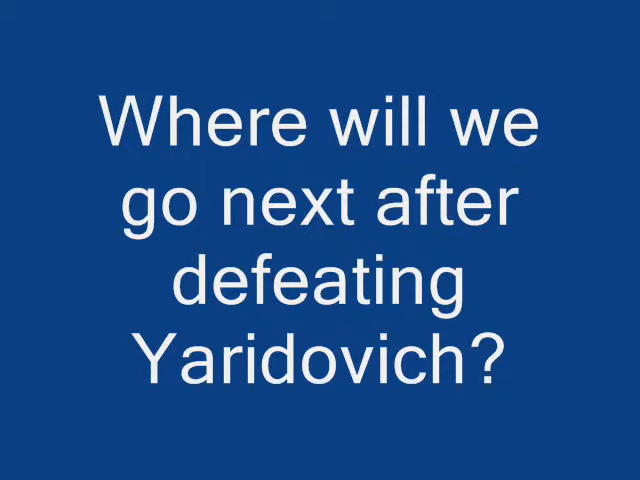 Where will we
go next after
defeating
Yaridovich?